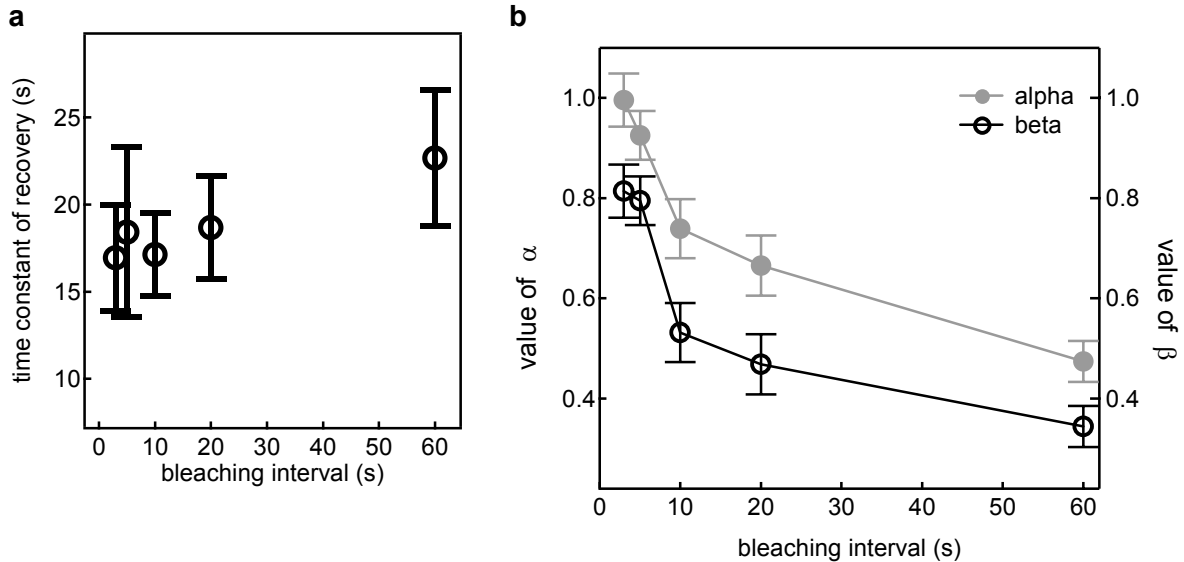 a
time constant of recovery (s)
25
20
15
10
0 10 20 30 40 50 60
bleaching interval (s)
b
value of α
1.0
0.8
0.6
0.4
alpha
beta
1.0
0.8
0.6
0.4
value of β
0 10 20 30 40 50 60
bleaching interval (s)